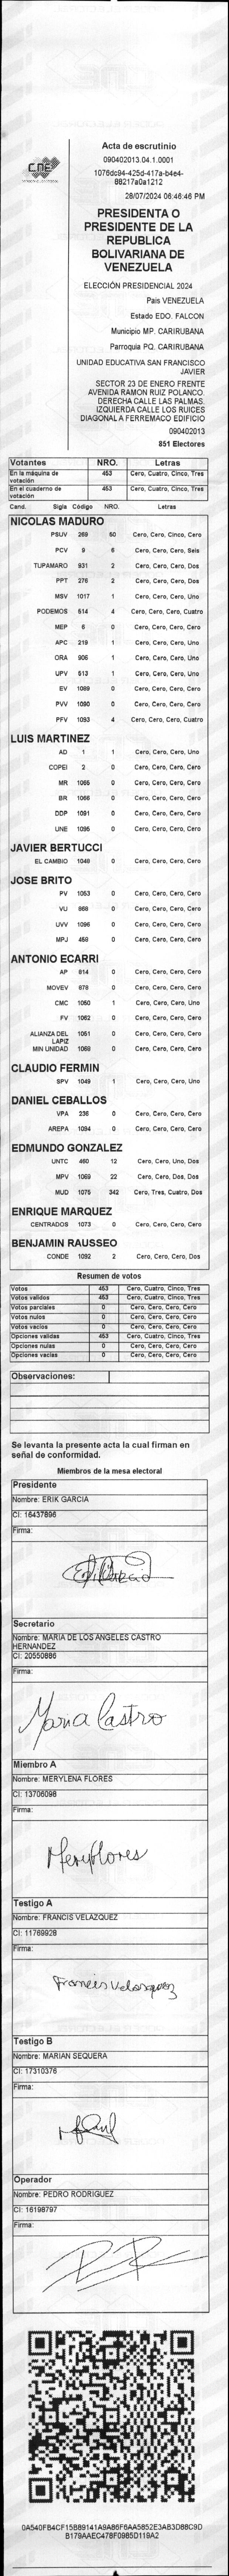 CNE
Acta de escrutinio
090402013.04.1.0001
1076dc94-425d-417a-b4e4-
88217a0a1212
28/07/2024 06:46:46 PM
PRESIDENTA O
PRESIDENTE DE LA
REPUBLICA
BOLIVARIANA DE
VENEZUELA
ELECCIÓN PRESIDENCIAL 2024
Pais VENEZUELA
Estado EDO. FALCON
Municipio MP. CARIRUBANA
Parroquia PQ. CARIRUBANA
UNIDAD EDUCATIVA SAN FRANCISCO
JAVIER
SECTOR 23 DE ENERO FRENTE
AVENIDA RAMON RUIZ POLANCO.
DERECHA CALLE LAS PALMAS.
IZQUIERDA CALLE LOS RUICES
DIAGONAL A FERREMACO EDIFICIO
090402013
851 Electores
Votantes NRO. Letras
En la máquina de votación 453 Cero, Cuatro, Cinco, Tres
En el cuaderno de votación 453 Cero, Cuatro, Cinco, Tres
Cand. Sigla Código NRO. Letras
NICOLAS MADURO
PSUV 269 50 Cero, Cero, Cinco, Cero
PCV 9 6 Cero, Cero, Cero, Seis
TUPAMARO 931 2 Cero, Cero, Cero, Dos
PPT 276 2 Cero, Cero, Cero, Dos
MSV 1017 1 Cero, Cero, Cero, Uno
PODEMOS 514 4 Cero, Cero, Cero, Cuatro
MEP 6 0 Cero, Cero, Cero, Cero
APC 219 1 Cero, Cero, Cero, Uno
ORA 906 1 Cero, Cero, Cero, Uno
UPV 513 1 Cero, Cero, Cero, Uno
EV 1089 0 Cero, Cero, Cero, Cero
PVV 1090 0 Cero, Cero, Cero, Cero
PFV 1093 4 Cero, Cero, Cero, Cuatro
LUIS MARTINEZ
AD 1 1 Cero, Cero, Cero, Uno
COPEI 2 0 Cero, Cero, Cero, Cero
MR 1065 0 Cero, Cero, Cero, Cero
BR 1066 0 Cero, Cero, Cero, Cero
DDP 1091 0 Cero, Cero, Cero, Cero
UNE 1095 0 Cero, Cero, Cero, Cero
JAVIER BERTUCCI
EL CAMBIO 1048 0 Cero, Cero, Cero, Cero
JOSE BRITO
PV 1053 0 Cero, Cero, Cero, Cero
VU 868 0 Cero, Cero, Cero, Cero
UVV 1096 0 Cero, Cero, Cero, Cero
MPJ 459 0 Cero, Cero, Cero, Cero
ANTONIO ECARRI
AP 814 0 Cero, Cero, Cero, Cero
MOVEV 878 0 Cero, Cero, Cero, Cero
CMC 1050 1 Cero, Cero, Cero, Uno
FV 1062 0 Cero, Cero, Cero, Cero
ALIANZA DEL LAPIZ 1051 0 Cero, Cero, Cero, Cero
MIN UNIDAD 1068 0 Cero, Cero, Cero, Cero
CLAUDIO FERMIN
SPV 1049 1 Cero, Cero, Cero, Uno
DANIEL CEBALLOS
VPA 236 0 Cero, Cero, Cero, Cero
AREPA 1094 0 Cero, Cero, Cero, Cero
EDMUNDO GONZALEZ
UNTC 460 12 Cero, Cero, Uno, Dos
MPV 1069 22 Cero, Cero, Dos, Dos
MUD 1075 342 Cero, Tres, Cuatro, Dos
ENRIQUE MARQUEZ
CENTRADOS 1073 0 Cero, Cero, Cero, Cero
BENJAMIN RAUSSEO
CONDE 1092 2 Cero, Cero, Cero, Dos
Resumen de votos
Votos 453 Cero, Cuatro, Cinco, Tres
Votos validos 453 Cero, Cuatro, Cinco, Tres
Votos parciales 0 Cero, Cero, Cero, Cero
Votos nulos 0 Cero, Cero, Cero, Cero
Votos vacios 0 Cero, Cero, Cero, Cero
Opciones validas 453 Cero, Cuatro, Cinco, Tres
Opciones nulas 0 Cero, Cero, Cero, Cero
Opciones vacias 0 Cero, Cero, Cero, Cero
Observaciones:
Se levanta la presente acta la cual firman en
señal de conformidad.
Miembros de la mesa electoral
Presidente
Nombre: ERIK GARCIA
CI: 16437896
Firma:
Secretario
Nombre: MARIA DE LOS ANGELES CASTRO
HERNANDEZ
CI: 20550886
Firma:
Maria Castro
Miembro A
Nombre: MERYLENA FLORES
CI: 13706098
Firma:
Meryflores
Testigo A
Nombre: FRANCIS VELAZQUEZ
CI: 11769928
Firma:
Francis Velasquez
Testigo B
Nombre: MARIAN SEQUERA
CI: 17310376
Firma:
Operador
Nombre: PEDRO RODRIGUEZ
CI: 16198797
Firma:
0A540FB4CF15B89141A9A86F6AA5852E3AB3D88C9D
B179AAEC478F0985D119A2